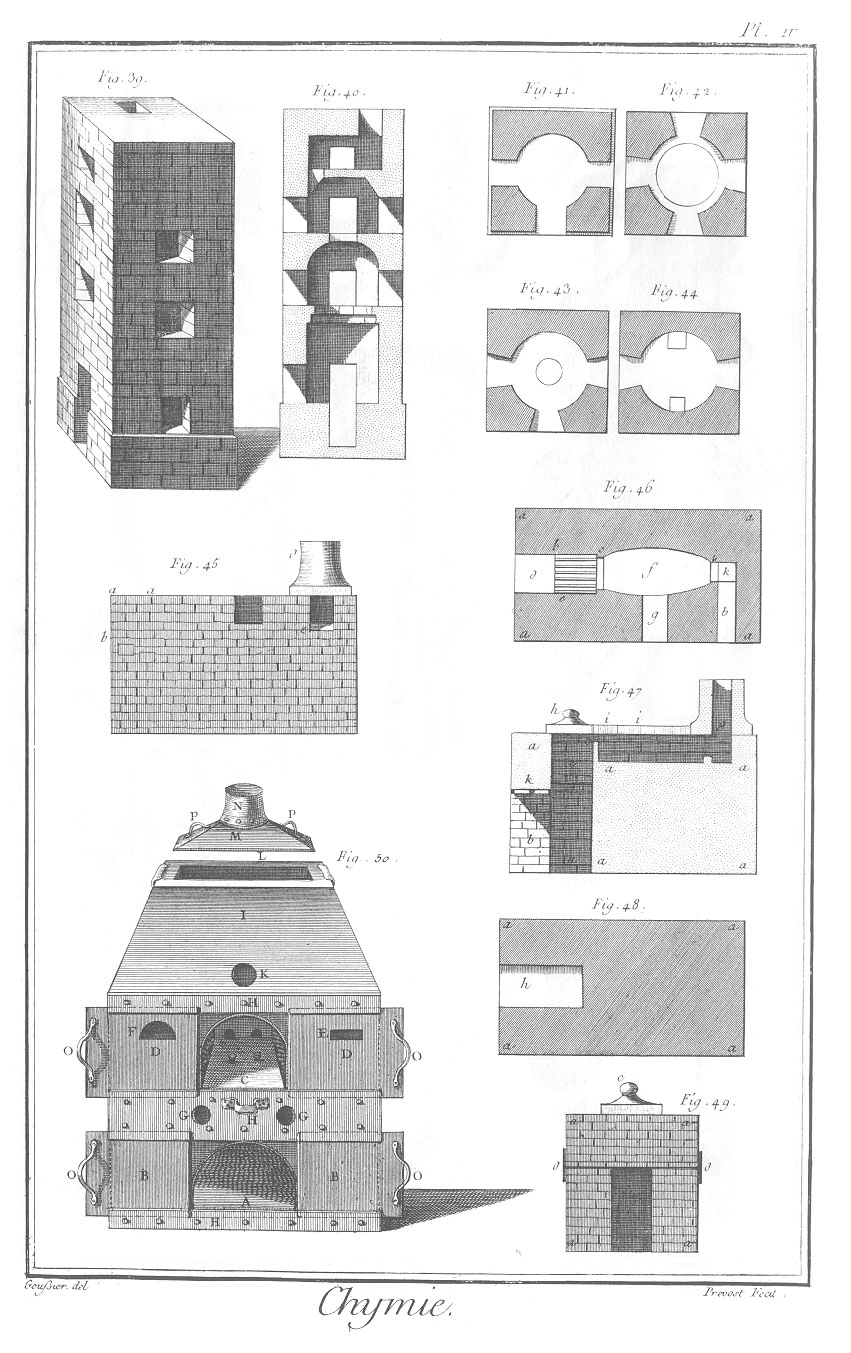 Pl. IV
Fig. 39.
Fig. 40.
Fig. 41.
Fig. 42.
Fig. 43.
Fig. 44
Fig. 45
a a
b
c
p
Fig. 46
a a
b
d
e
f
g
i
k
b
a a
Fig. 47
h i i
a
k
b
a a
a a
g
Fig. 48.
a a
h
a a
Fig. 49.
c
a a
d d
a a
Fig. 50.
N
P P
M
L
I
K
H
O F D C E D O
G H G
O B A B O
H
Goussier. del
Chymie.
Prevost Fecit.